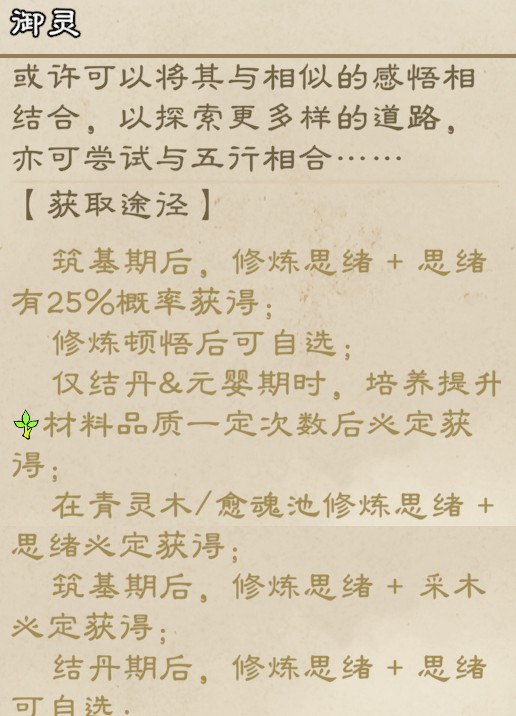 御灵
或许可以将其与相似的感悟相
结合，以探索更多样的道路，
亦可尝试与五行相合……
【获取途径】
筑基期后，修炼思绪 + 思绪
有25%概率获得；
修炼顿悟后可自选；
仅结丹&元婴期时，培养提升
材料品质一定次数后必定获
得；
在青灵木/愈魂池修炼思绪 +
思绪必定获得；
筑基期后，修炼思绪 + 采木
必定获得；
结丹期后，修炼思绪 + 思绪
可自选；